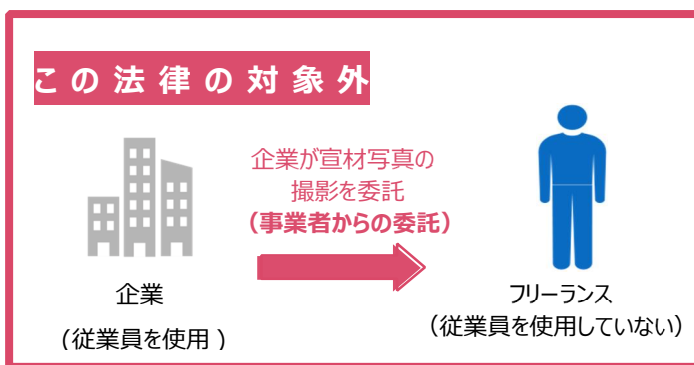 この法律の対象外
企業が宣材写真の
撮影を委託
（事業者からの委託）
企業
（従業員を使用）
フリーランス
（従業員を使用していない）